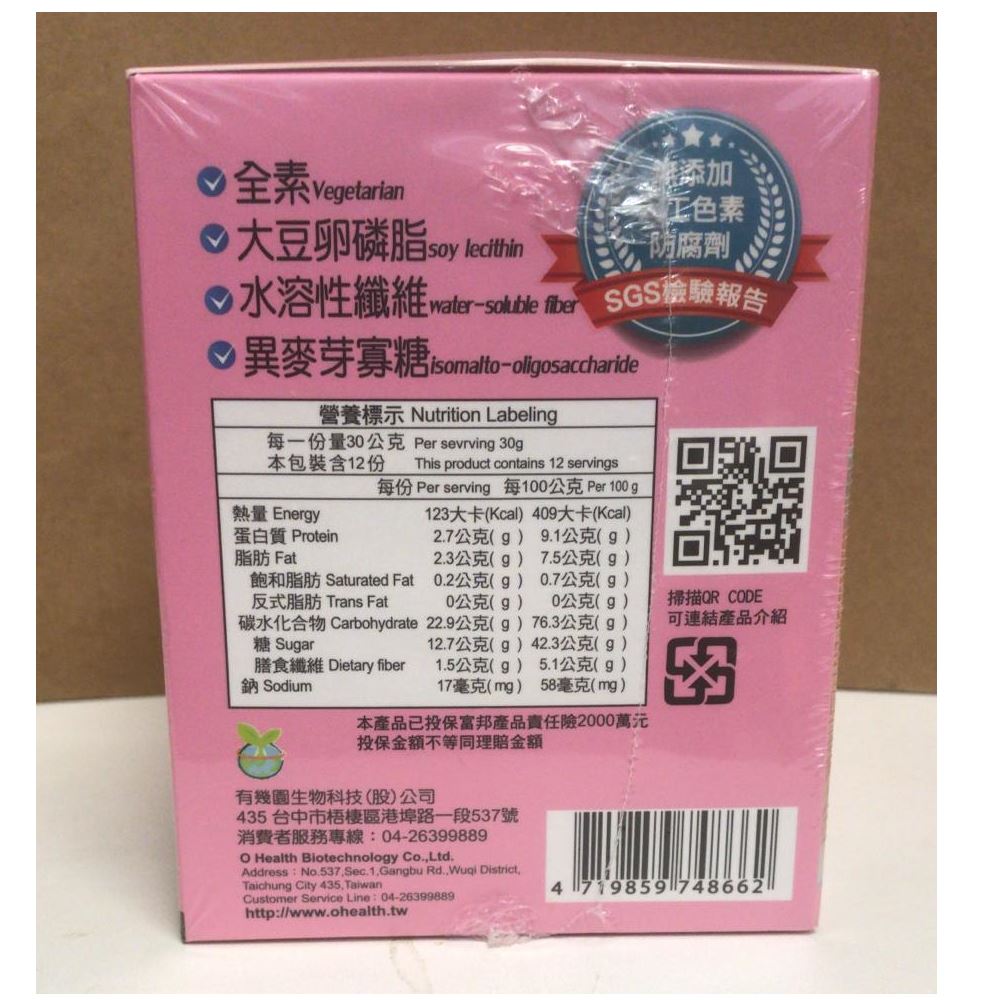 全素Vegetarian
大豆卵磷脂soy lecithin
水溶性纖維water-soluble fiber
異麥芽寡糖isomalto-oligosaccharide
添加
工色素
防腐劑
SGS檢驗報告
營養標示 Nutrition Labeling
每一份量30公克 Per sevrving 30g
本包裝含12份 This product contains 12 servings
每份 Per serving 每100公克 Per 100 g
熱量 Energy 123大卡(Kcal) 409大卡(Kcal)
蛋白質 Protein 2.7公克( g ) 9.1公克( g )
脂肪 Fat 2.3公克( g ) 7.5公克( g )
飽和脂肪 Saturated Fat 0.2公克( g ) 0.7公克( g )
反式脂肪 Trans Fat 0公克( g ) 0公克( g )
碳水化合物 Carbohydrate 22.9公克( g ) 76.3公克( g )
糖 Sugar 12.7公克( g ) 42.3公克( g )
膳食纖維 Dietary fiber 1.5公克( g ) 5.1公克( g )
鈉 Sodium 17毫克( mg ) 58毫克( mg )
掃描QR CODE
可連結產品介紹
本產品已投保富邦產品責任險2000萬元
投保金額不等同理賠金額
有幾園生物科技(股)公司
435 台中市梧棲區港埠路一段537號
消費者服務專線：04-26399889
O Health Biotechnology Co.,Ltd.
Address：No.537,Sec.1,Gangbu Rd.,Wuqi District,
Taichung City 435,Taiwan
Customer Service Line：04-26399889
http://www.ohealth.tw
4 719859 748662